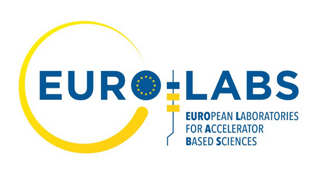 EURO-LABS
EUROPEAN LABORATORIES
FOR ACCELERATOR
BASED SCIENCES